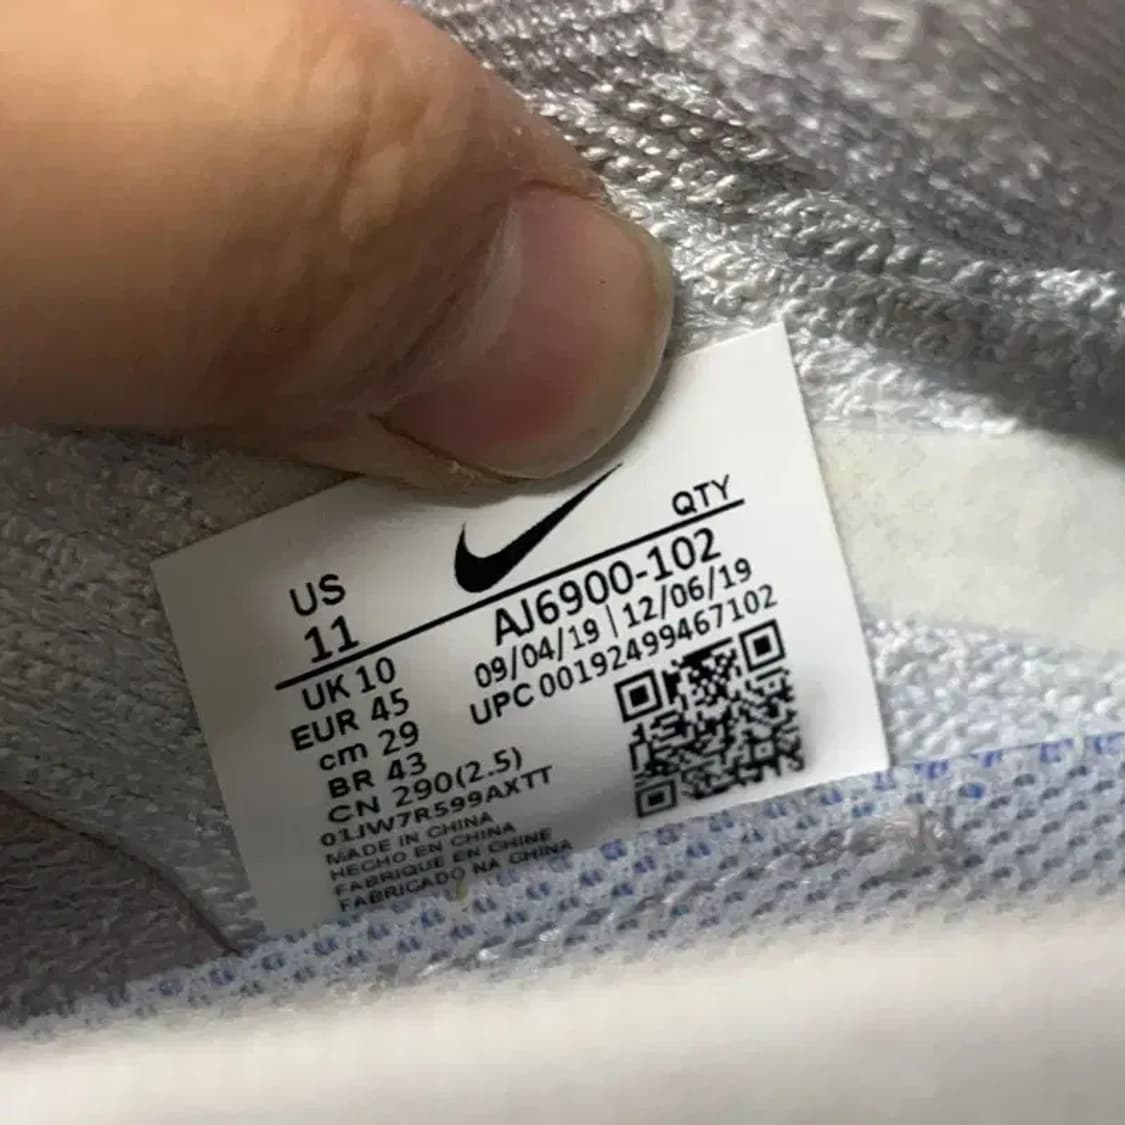 QTY
US
11
AJ6900-102
09/04/19 | 12/06/19
UPC 00192499467102
UK 10
EUR 45
cm 29
BR 43
CN 290(2.5)
01JW7R599AXTT
MADE IN CHINA
HECHO EN CHINA
FABRIQUE EN CHINE
FABRICADO NA CHINA